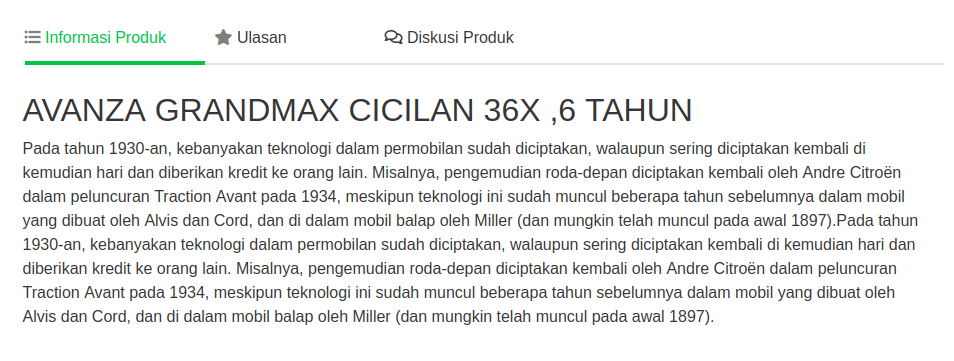 Informasi Produk Ulasan Diskusi Produk
AVANZA GRANDMAX CICILAN 36X ,6 TAHUN
Pada tahun 1930-an, kebanyakan teknologi dalam permobilan sudah diciptakan, walaupun sering diciptakan kembali di
kemudian hari dan diberikan kredit ke orang lain. Misalnya, pengemudian roda-depan diciptakan kembali oleh Andre Citroën
dalam peluncuran Traction Avant pada 1934, meskipun teknologi ini sudah muncul beberapa tahun sebelumnya dalam mobil
yang dibuat oleh Alvis dan Cord, dan di dalam mobil balap oleh Miller (dan mungkin telah muncul pada awal 1897).Pada tahun
1930-an, kebanyakan teknologi dalam permobilan sudah diciptakan, walaupun sering diciptakan kembali di kemudian hari dan
diberikan kredit ke orang lain. Misalnya, pengemudian roda-depan diciptakan kembali oleh Andre Citroën dalam peluncuran
Traction Avant pada 1934, meskipun teknologi ini sudah muncul beberapa tahun sebelumnya dalam mobil yang dibuat oleh
Alvis dan Cord, dan di dalam mobil balap oleh Miller (dan mungkin telah muncul pada awal 1897).